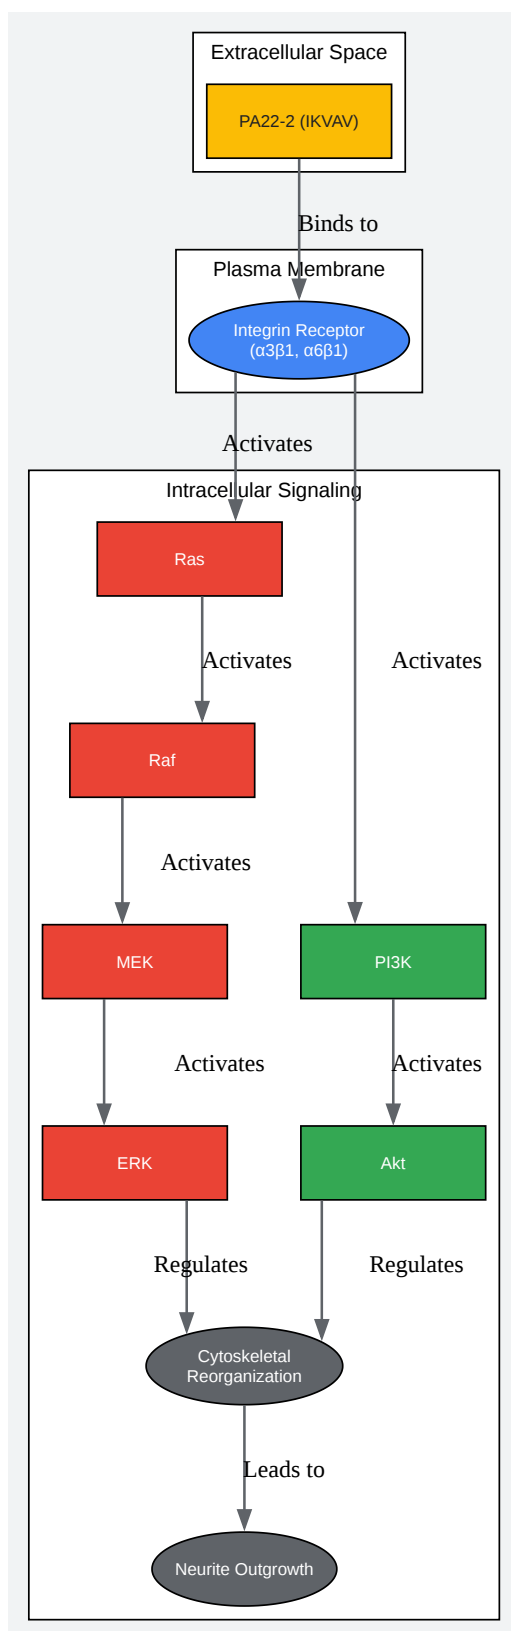 Extracellular Space
PA22-2 (IKVAV)
Binds to
Plasma Membrane
Integrin Receptor
(α3β1, α6β1)
Activates
Intracellular Signaling
Ras
Activates
Activates
Raf
Activates
MEK
PI3K
Activates
Activates
ERK
Akt
Regulates
Regulates
Cytoskeletal
Reorganization
Leads to
Neurite Outgrowth